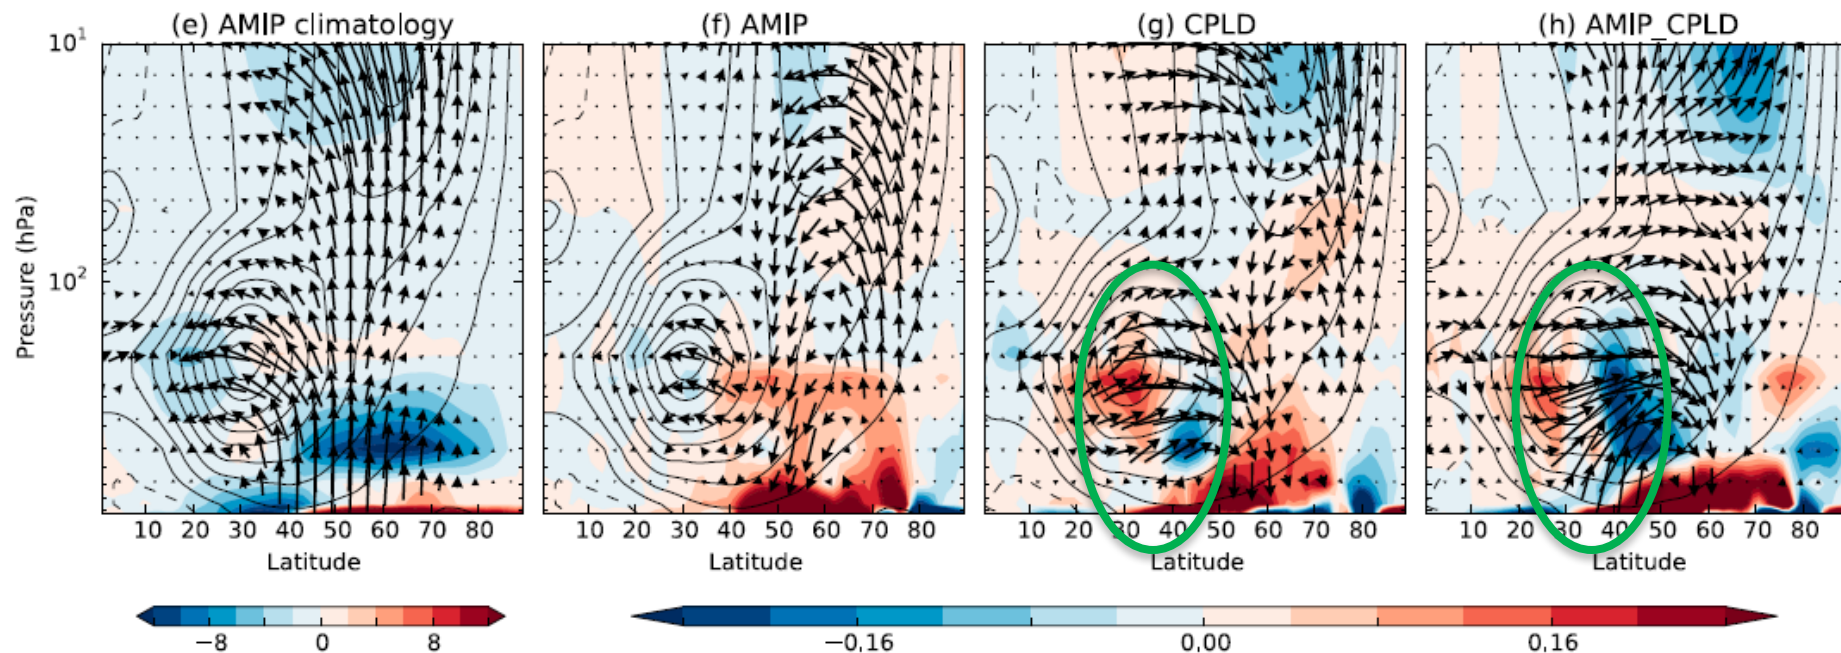 (e) AMIP climatology (f) AMIP (g) CPLD (h) AMIP_CPLD
10¹
10²
Pressure (hPa)
10 20 30 40 50 60 70 80 10 20 30 40 50 60 70 80 10 20 30 40 50 60 70 80 10 20 30 40 50 60 70 80
Latitude Latitude Latitude Latitude
−8 0 8 −0,16 0,00 0,16